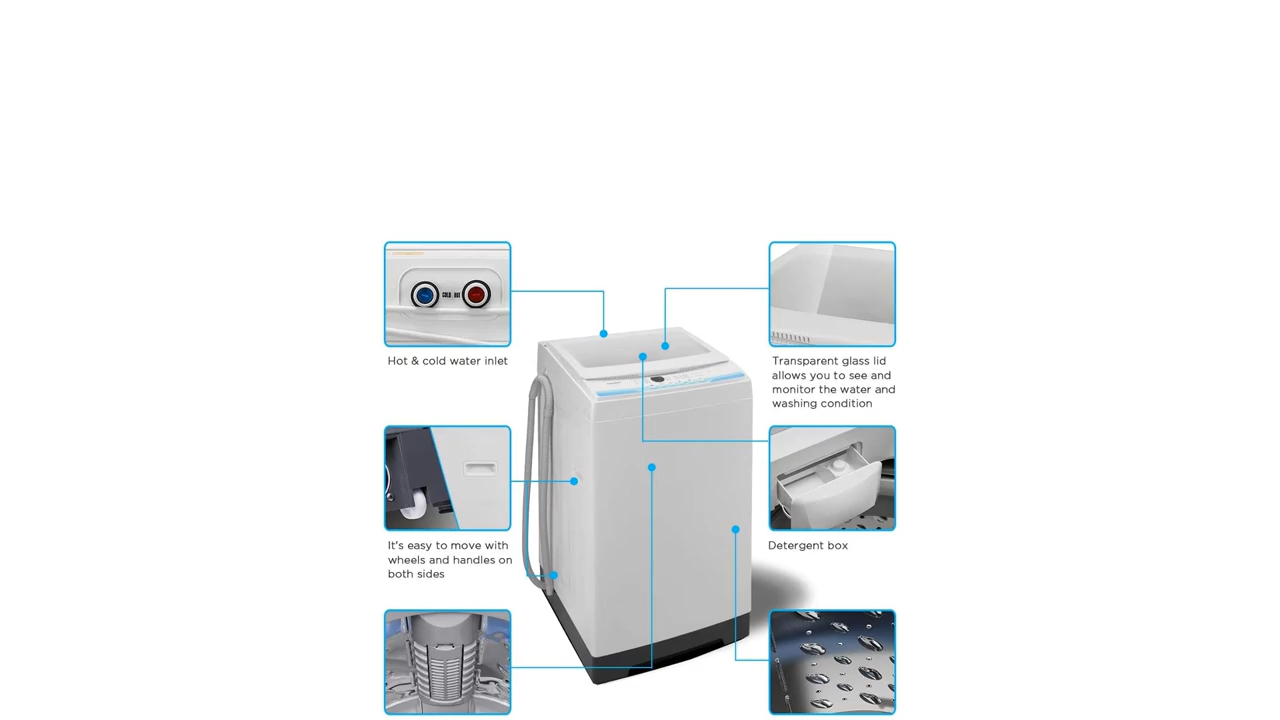 COLD HOT
Hot & cold water inlet
Transparent glass lid
allows you to see and
monitor the water and
washing condition
It's easy to move with
wheels and handles on
both sides
Detergent box